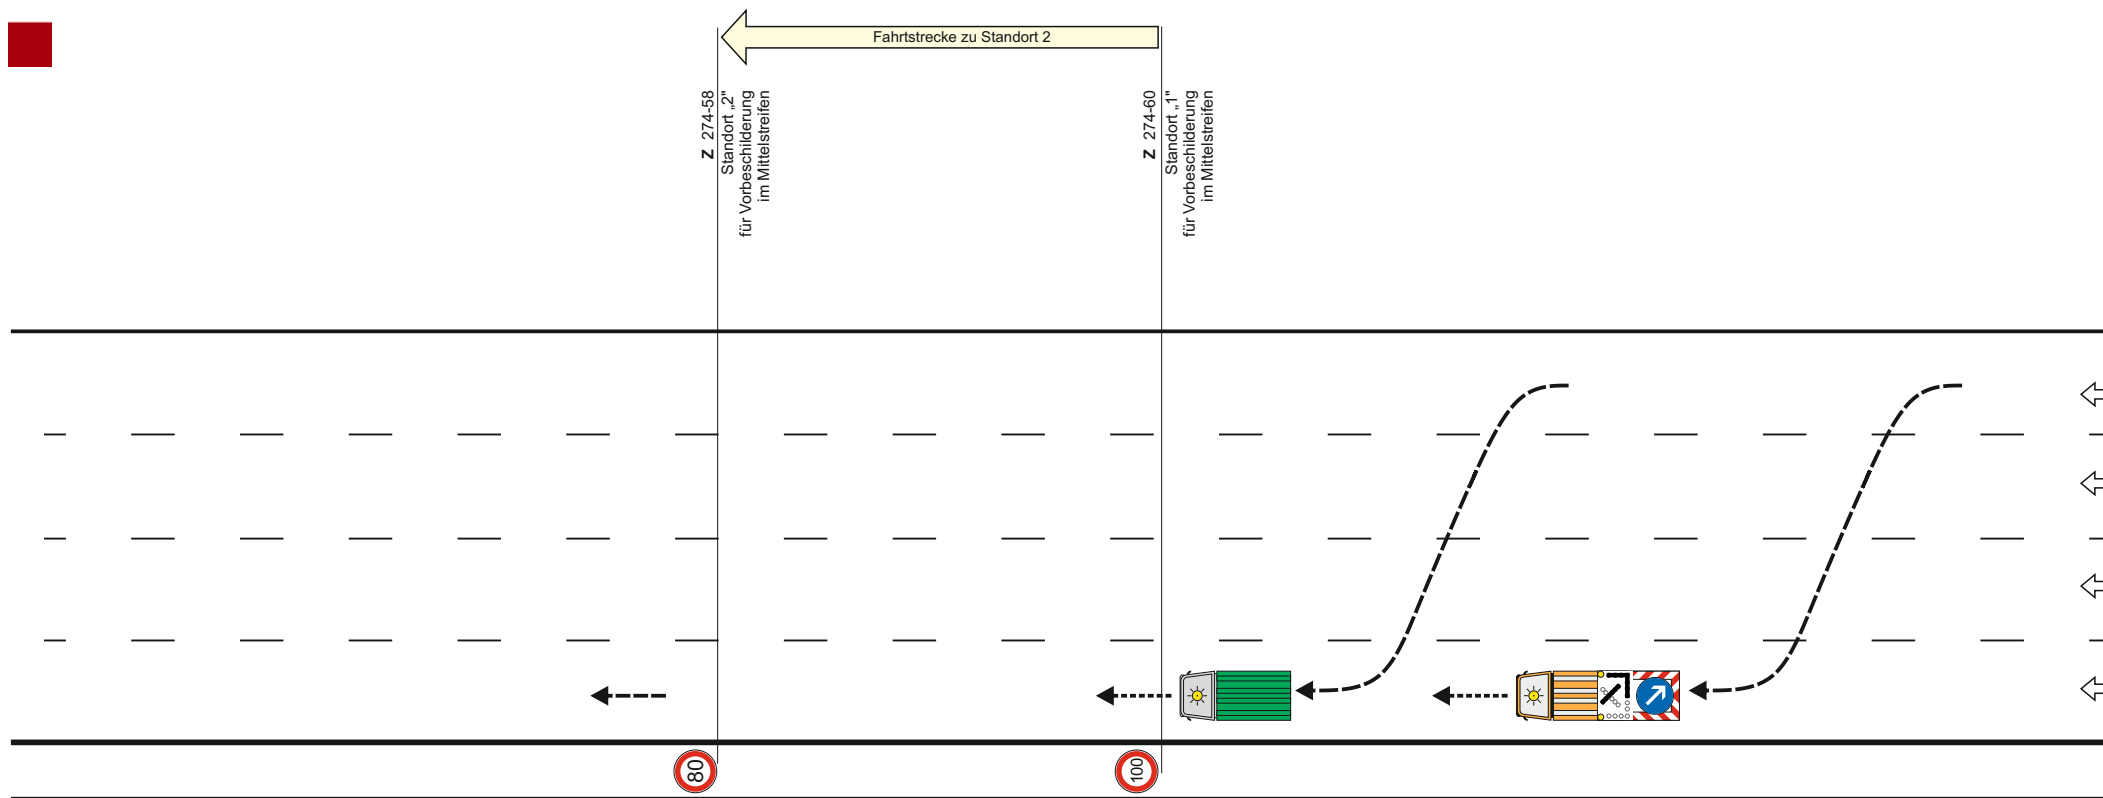 Fahrtstrecke zu Standort 2
Z 274-58
Standort „2"
für Vorbeschilderung
im Mittelstreifen
Z 274-60
Standort „1"
für Vorbeschilderung
im Mittelstreifen
80
100